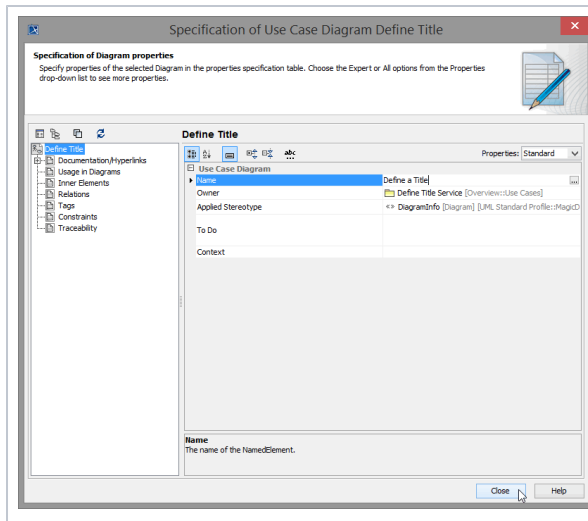 Specification of Use Case Diagram Define Title
Specification of Diagram properties
Specify properties of the selected Diagram in the properties specification table. Choose the Expert or All options from the Properties
drop-down list to see more properties.
Define Title
Define Title
Documentation/Hyperlinks
Usage in Diagrams
Inner Elements
Relations
Tags
Constraints
Traceability
abc
Properties: Standard
Use Case Diagram
Name Define a Title ...
Owner Define Title Service [Overview::Use Cases]
Applied Stereotype <> DiagramInfo [Diagram] [UML Standard Profile::MagicD
To Do
Context
Name
The name of the NamedElement.
Close Help